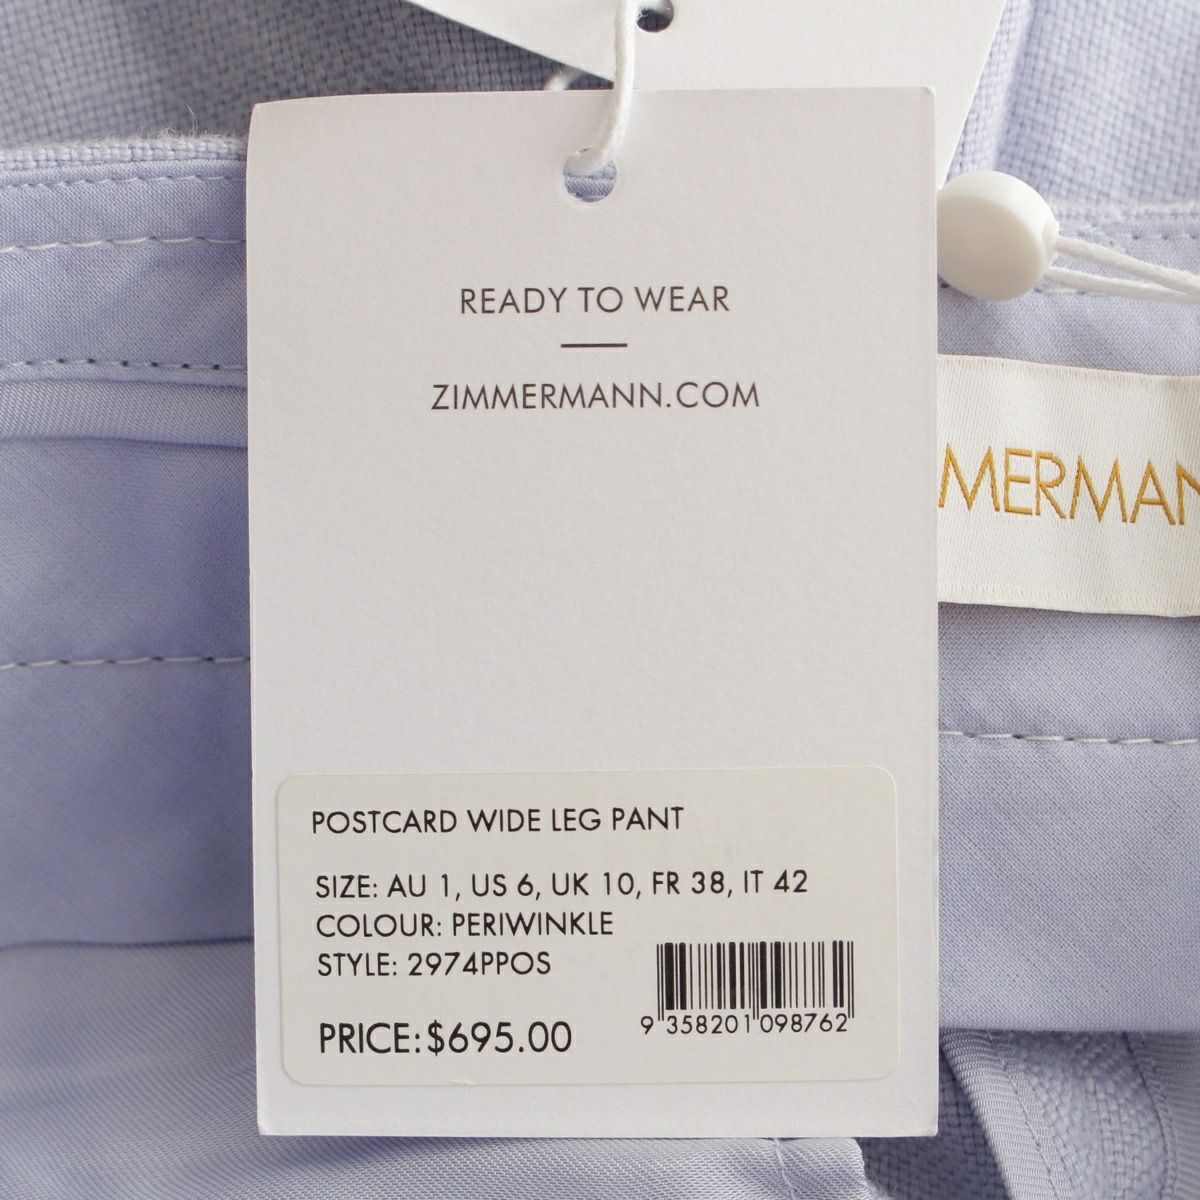 READY TO WEAR
ZIMMERMANN.COM
MERMAN
POSTCARD WIDE LEG PANT
SIZE: AU 1, US 6, UK 10, FR 38, IT 42
COLOUR: PERIWINKLE
STYLE: 2974PPOS
PRICE: $695.00
9 358201 098762